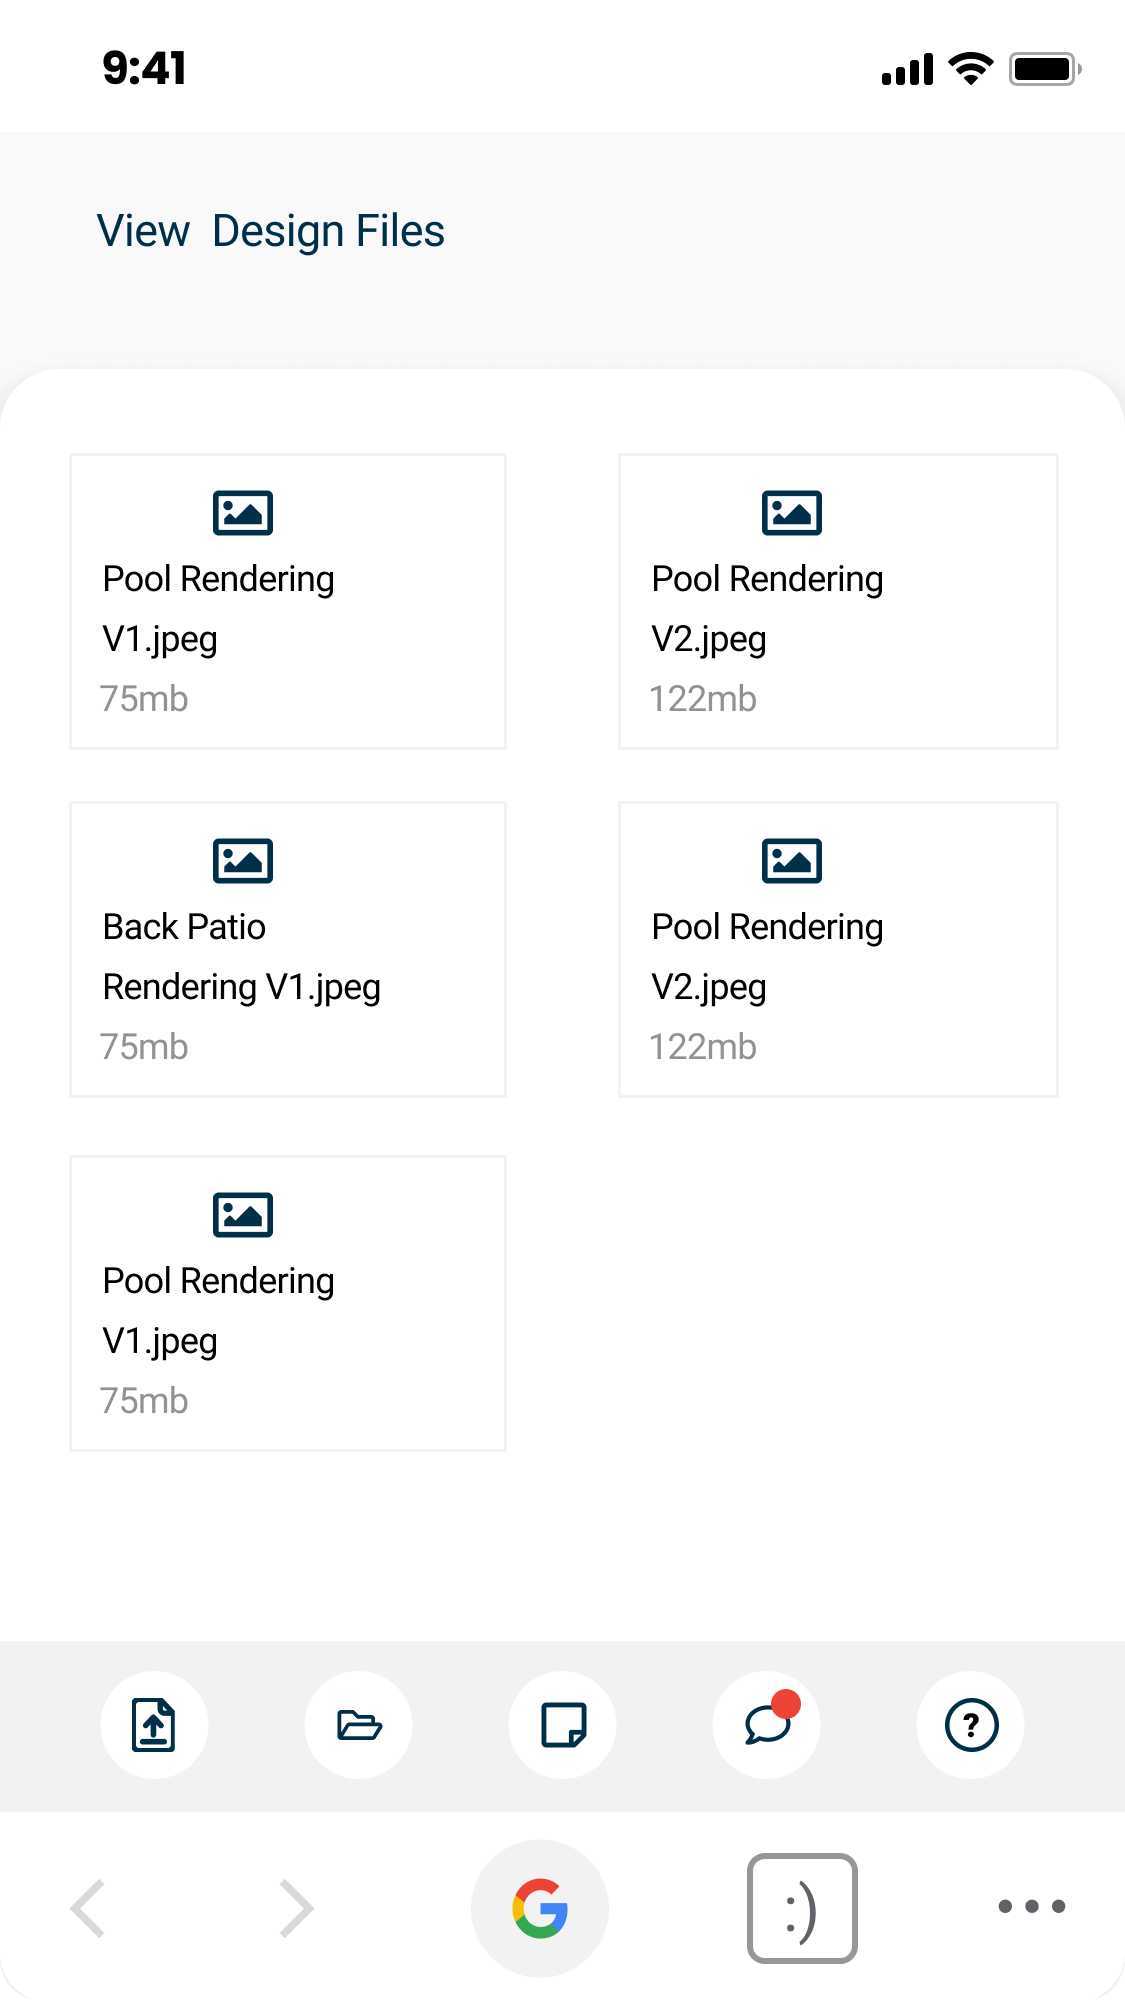 9:41
View Design Files
Pool Rendering
V1.jpeg
75mb
Pool Rendering
V2.jpeg
122mb
Back Patio
Rendering V1.jpeg
75mb
Pool Rendering
V2.jpeg
122mb
Pool Rendering
V1.jpeg
75mb
?
G
:)